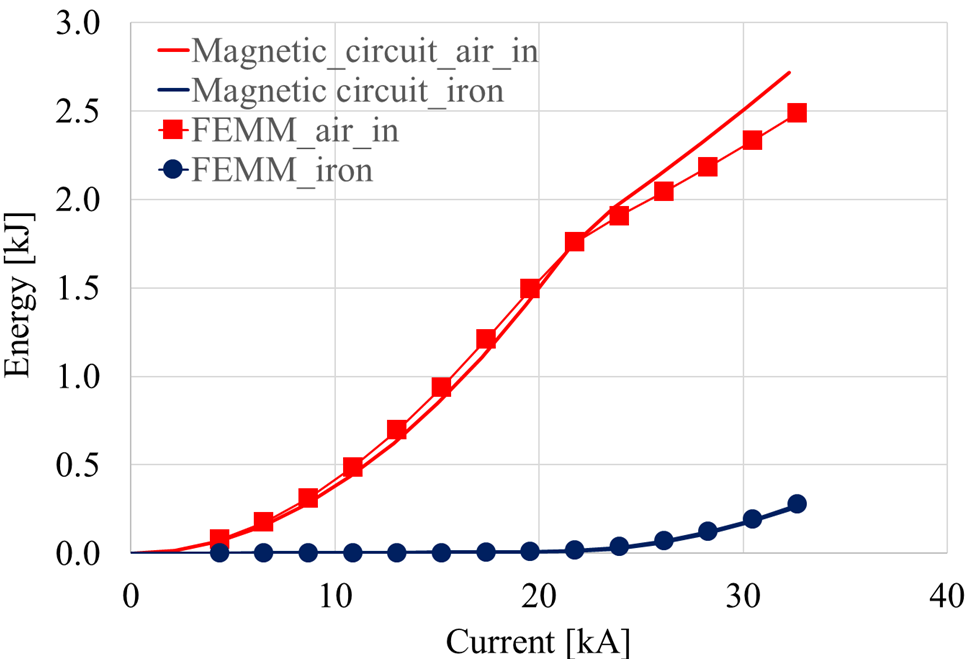 3.0
2.5
2.0
1.5
1.0
0.5
0.0
Energy [kJ]
Magnetic_circuit_air_in
Magnetic circuit_iron
FEMM_air_in
FEMM_iron
0
10
20
30
40
Current [kA]